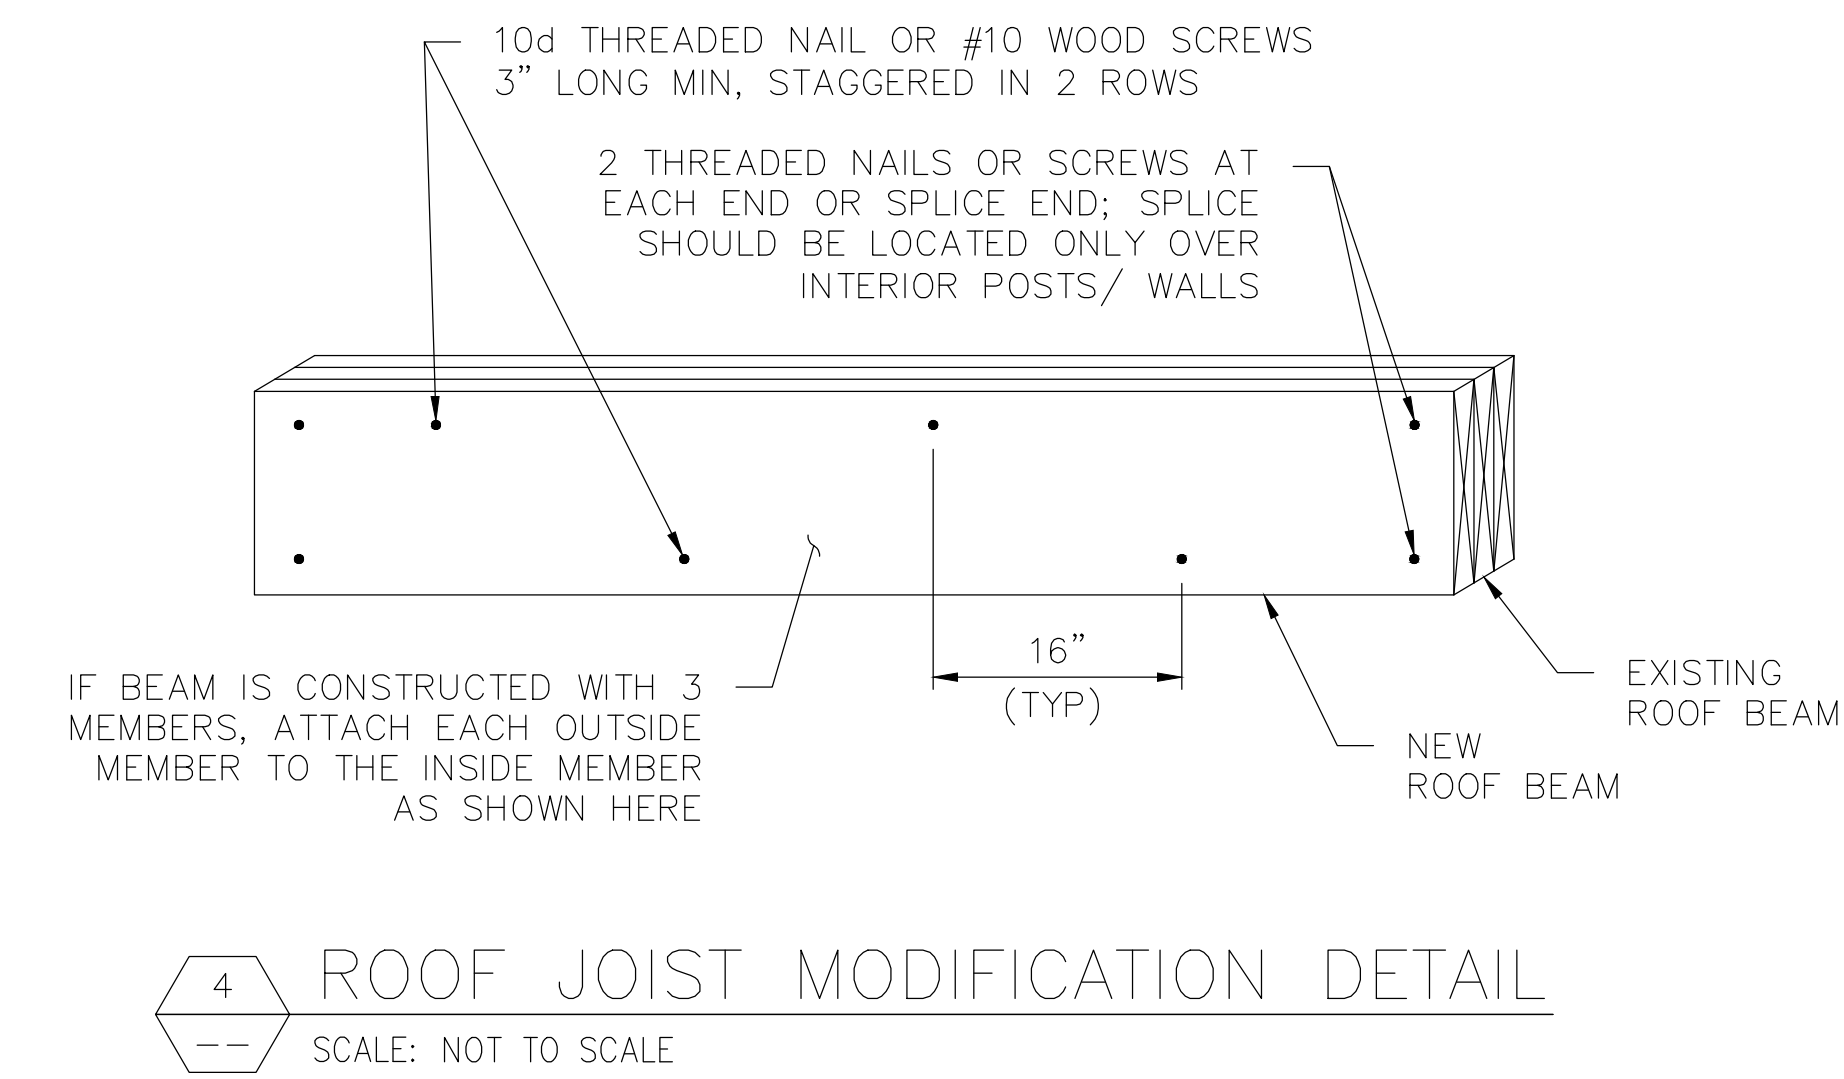 10d THREADED NAIL OR #10 WOOD SCREWS
3” LONG MIN, STAGGERED IN 2 ROWS
2 THREADED NAILS OR SCREWS AT
EACH END OR SPLICE END; SPLICE
SHOULD BE LOCATED ONLY OVER
INTERIOR POSTS/ WALLS
16”
(TYP)
IF BEAM IS CONSTRUCTED WITH 3
MEMBERS, ATTACH EACH OUTSIDE
MEMBER TO THE INSIDE MEMBER
AS SHOWN HERE
EXISTING
ROOF BEAM
NEW
ROOF BEAM
4
ROOF JOIST MODIFICATION DETAIL
--
SCALE: NOT TO SCALE